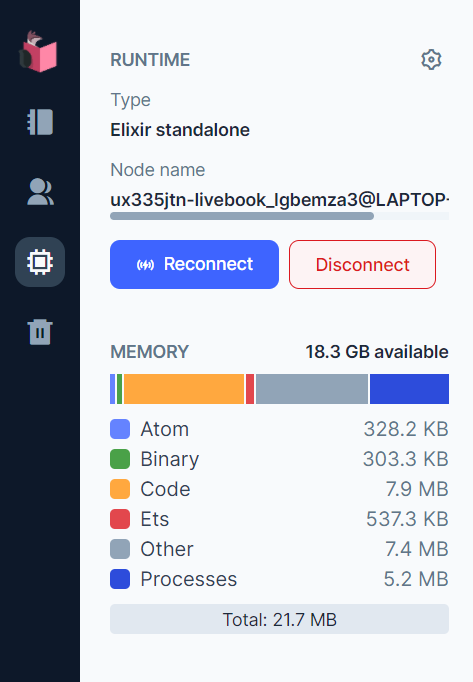 RUNTIME
Type
Elixir standalone
Node name
ux335jtn-livebook_lgbemza3@LAPTOP-
Reconnect Disconnect
MEMORY 18.3 GB available
Atom 328.2 KB
Binary 303.3 KB
Code 7.9 MB
Ets 537.3 KB
Other 7.4 MB
Processes 5.2 MB
Total: 21.7 MB